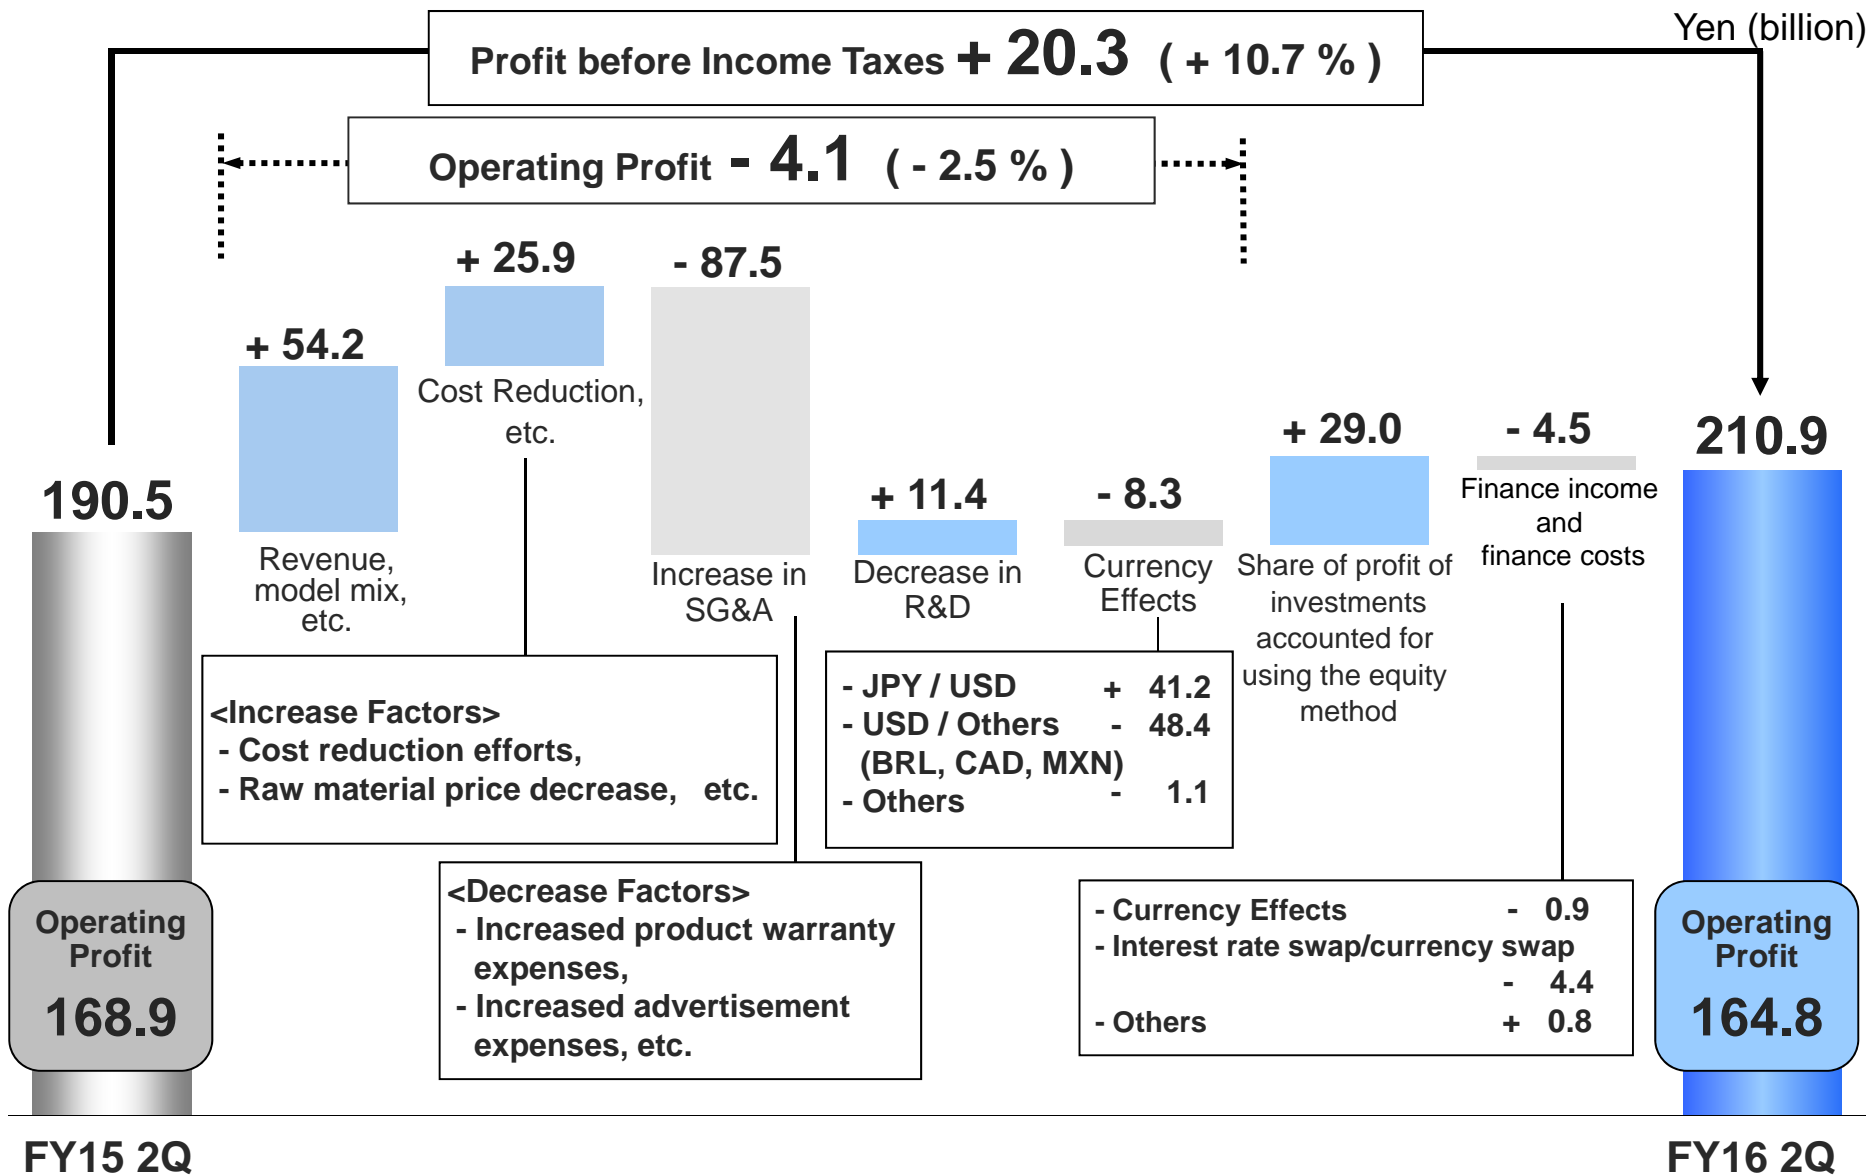 Yen (billion)
Profit before Income Taxes + 20.3 ( + 10.7 % )
Operating Profit - 4.1 ( - 2.5 % )
190.5
+ 54.2
Revenue,
model mix,
etc.
+ 25.9
Cost Reduction,
etc.
- 87.5
Increase in
SG&A
+ 11.4
Decrease in
R&D
- 8.3
Currency
Effects
+ 29.0
Share of profit of
investments
accounted for
using the equity
method
- 4.5
Finance income
and
finance costs
210.9
<Increase Factors>
- Cost reduction efforts,
- Raw material price decrease, etc.
<Decrease Factors>
- Increased product warranty
expenses,
- Increased advertisement
expenses, etc.
- JPY / USD + 41.2
- USD / Others - 48.4
(BRL, CAD, MXN)
- Others - 1.1
- Currency Effects - 0.9
- Interest rate swap/currency swap
- 4.4
- Others + 0.8
Operating
Profit
168.9
Operating
Profit
164.8
FY15 2Q
FY16 2Q